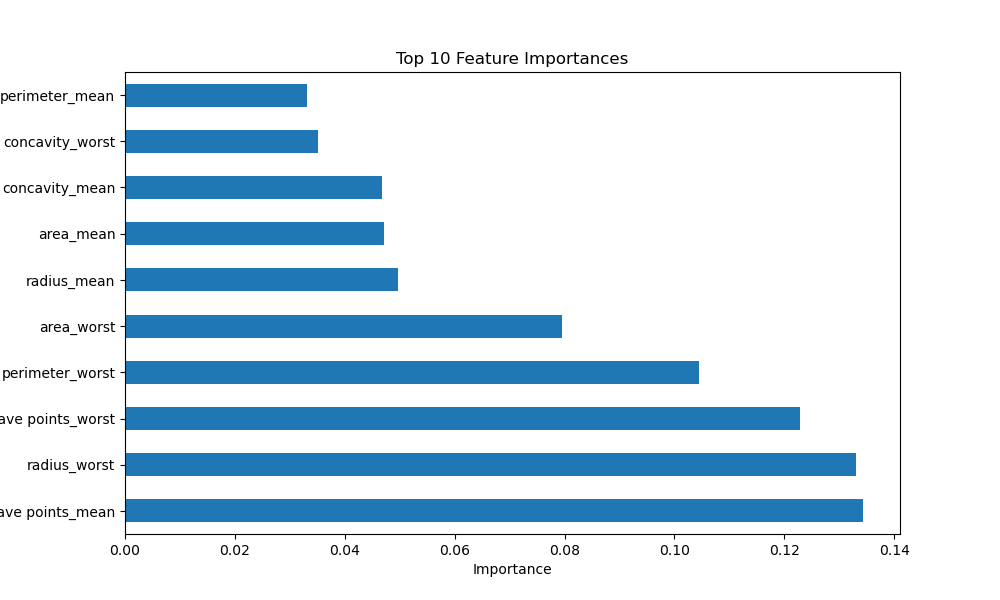 Top 10 Feature Importances
perimeter_mean
concavity_worst
concavity_mean
area_mean
radius_mean
area_worst
perimeter_worst
ave points_worst
radius_worst
ave points_mean
0.00 0.02 0.04 0.06 0.08 0.10 0.12 0.14
Importance